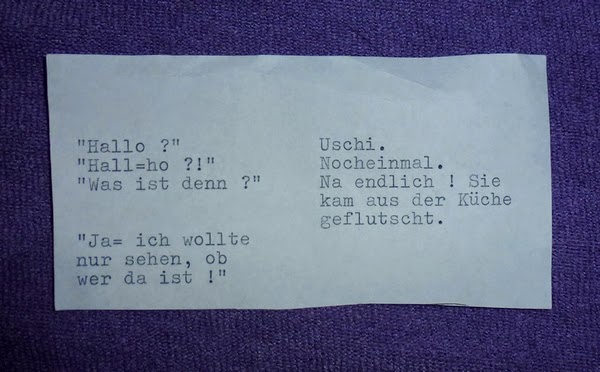 "Hallo ?"
"Hall=ho ?!"
"Was ist denn ?"
"Ja= ich wollte
nur sehen, ob
wer da ist !"
Uschi.
Nocheinmal.
Na endlich ! Sie
kam aus der Küche
geflutscht.